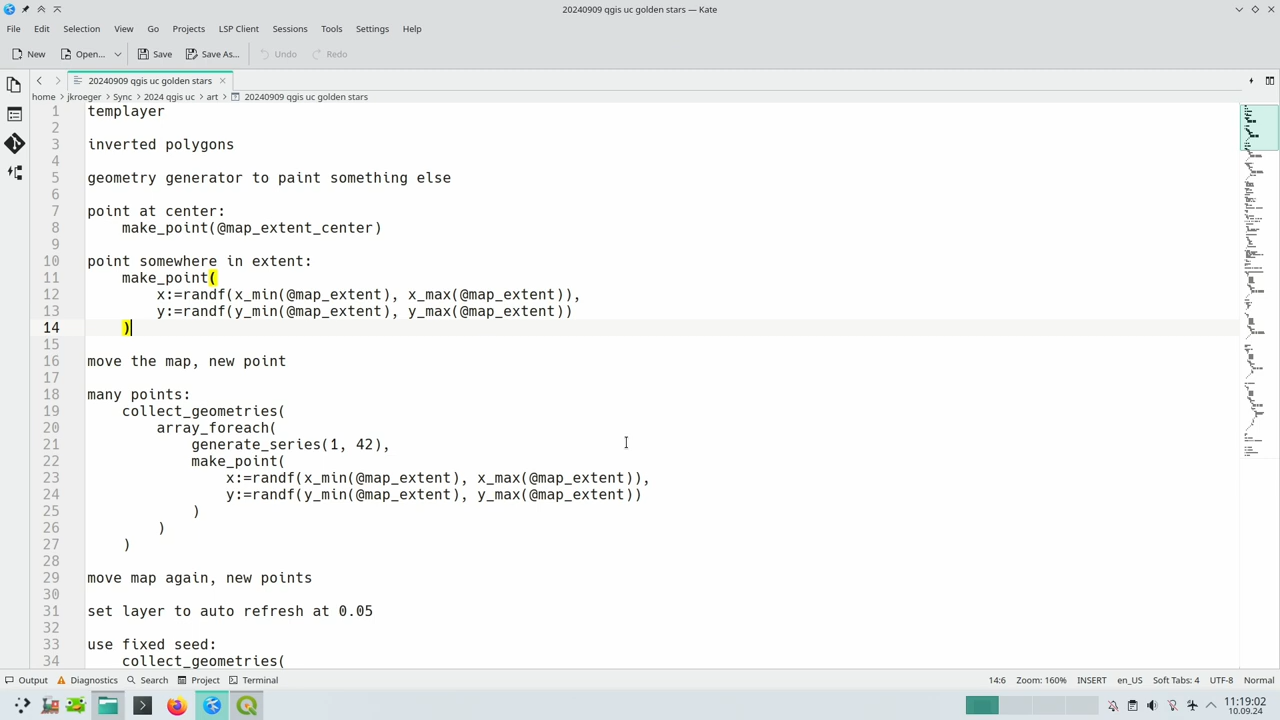 20240909 qgis uc golden stars — Kate
File Edit Selection View Go Projects LSP Client Sessions Tools Settings Help
New Open... Save Save As... Undo Redo
20240909 qgis uc golden stars
home jkroeger Sync 2024 qgis uc art 20240909 qgis uc golden stars
1 templayer
2
3 inverted polygons
4
5 geometry generator to paint something else
6
7 point at center:
8 make_point(@map_extent_center)
9
10 point somewhere in extent:
11 make_point(
12 x:=randf(x_min(@map_extent), x_max(@map_extent)),
13 y:=randf(y_min(@map_extent), y_max(@map_extent))
14 )
15
16 move the map, new point
17
18 many points:
19 collect_geometries(
20 array_foreach(
21 generate_series(1, 42),
22 make_point(
23 x:=randf(x_min(@map_extent), x_max(@map_extent)),
24 y:=randf(y_min(@map_extent), y_max(@map_extent))
25 )
26 )
27 )
28
29 move map again, new points
30
31 set layer to auto refresh at 0.05
32
33 use fixed seed:
34 collect_geometries(
Output Diagnostics Search Project Terminal 14:6 Zoom: 160% INSERT en_US Soft Tabs: 4 UTF-8 Normal
11:19:02
10.09.24